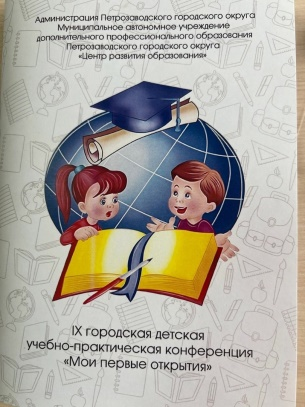 Администрация Петрозаводского городского округа
Муниципальное автономное учреждение
дополнительного профессионального образования
Петрозаводского городского округа
«Центр развития образования»
IX городская детская
учебно-практическая конференция
«Мои первые открытия»